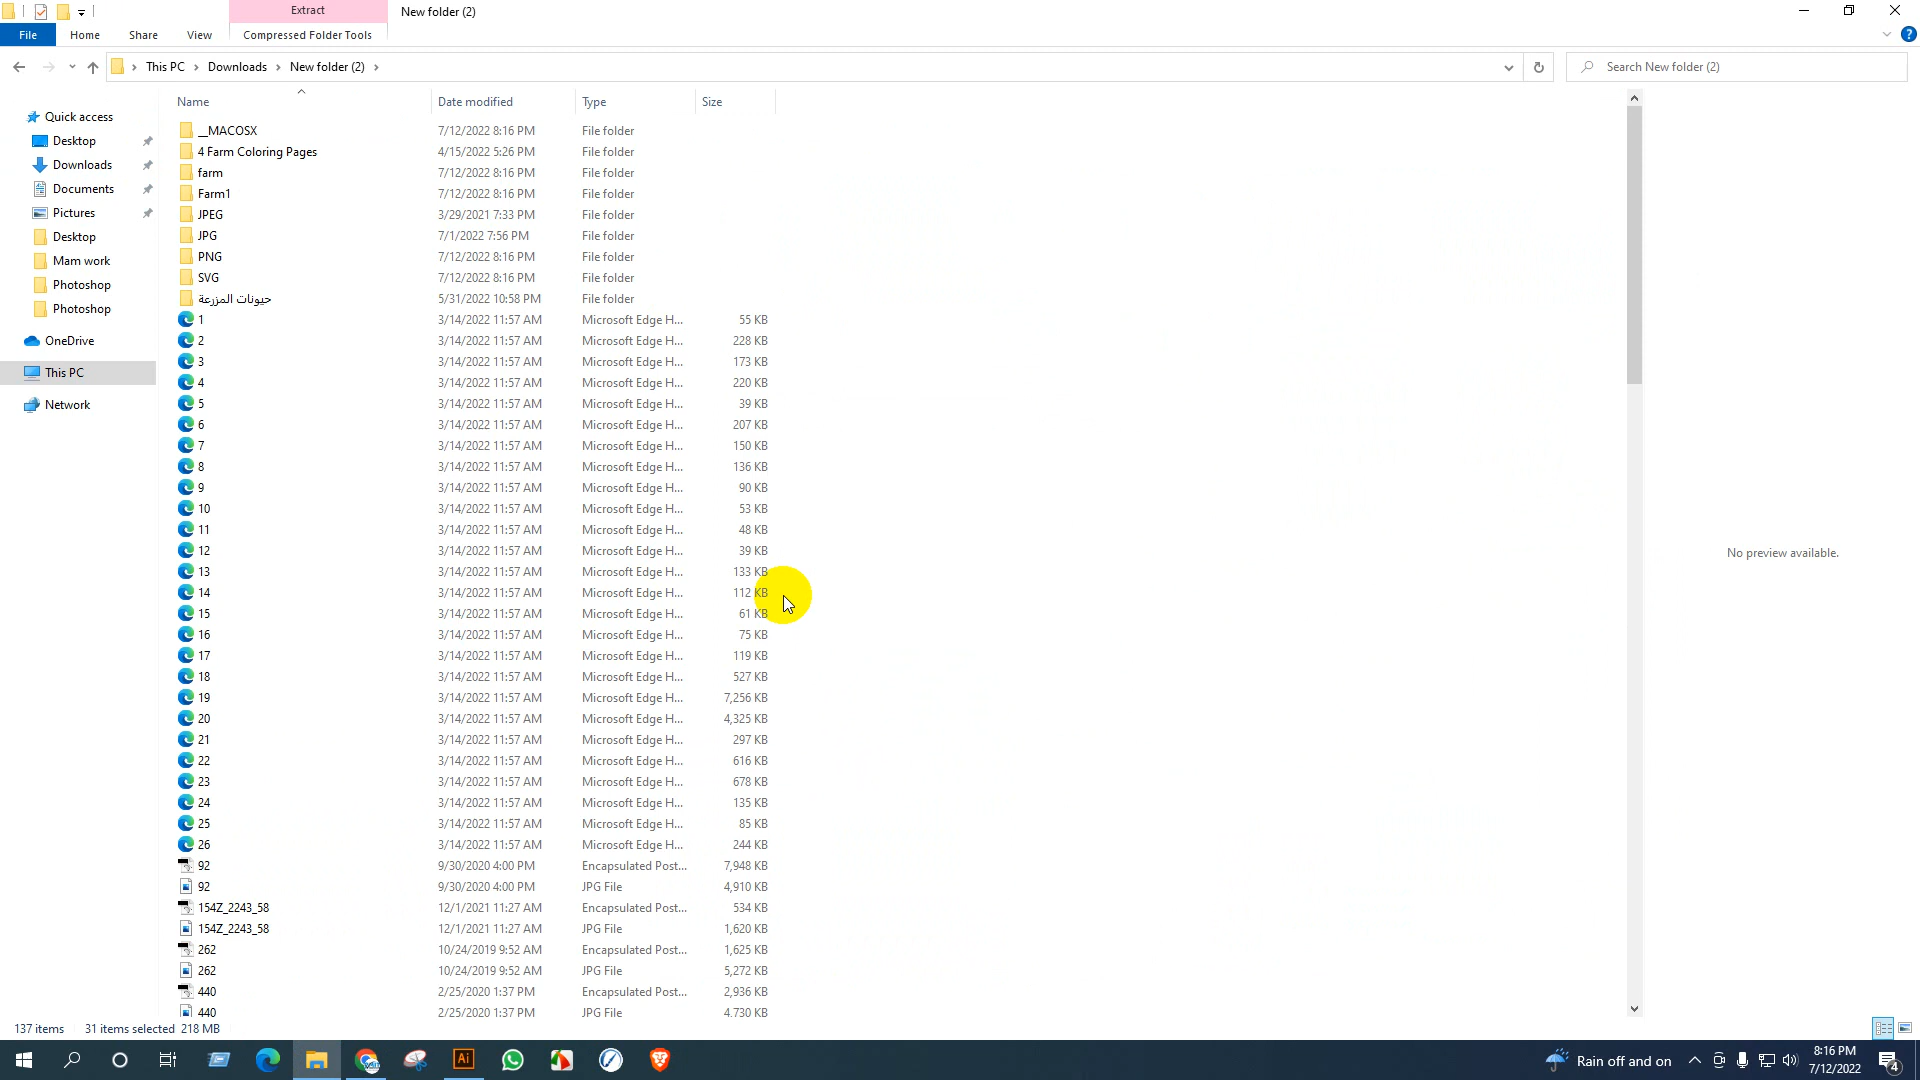 Extract
New folder (2)
File
Home
Share
View
Compressed Folder Tools
This PC
Downloads
New folder (2)
Search New folder (2)
Name
Date modified
Type
Size
Quick access
Desktop
Downloads
Documents
Pictures
Desktop
Mam work
Photoshop
Photoshop
OneDrive
This PC
Network
__MACOSX 7/12/2022 8:16 PM File folder
4 Farm Coloring Pages 4/15/2022 5:26 PM File folder
farm 7/12/2022 8:16 PM File folder
Farm1 7/12/2022 8:16 PM File folder
JPEG 3/29/2021 7:33 PM File folder
JPG 7/1/2022 7:56 PM File folder
PNG 7/12/2022 8:16 PM File folder
SVG 7/12/2022 8:16 PM File folder
حيونات المزرعة 5/31/2022 10:58 PM File folder
1 3/14/2022 11:57 AM Microsoft Edge H... 55 KB
2 3/14/2022 11:57 AM Microsoft Edge H... 228 KB
3 3/14/2022 11:57 AM Microsoft Edge H... 173 KB
4 3/14/2022 11:57 AM Microsoft Edge H... 220 KB
5 3/14/2022 11:57 AM Microsoft Edge H... 39 KB
6 3/14/2022 11:57 AM Microsoft Edge H... 207 KB
7 3/14/2022 11:57 AM Microsoft Edge H... 150 KB
8 3/14/2022 11:57 AM Microsoft Edge H... 136 KB
9 3/14/2022 11:57 AM Microsoft Edge H... 90 KB
10 3/14/2022 11:57 AM Microsoft Edge H... 53 KB
11 3/14/2022 11:57 AM Microsoft Edge H... 48 KB
12 3/14/2022 11:57 AM Microsoft Edge H... 39 KB
13 3/14/2022 11:57 AM Microsoft Edge H... 133 KB
14 3/14/2022 11:57 AM Microsoft Edge H... 112 KB
15 3/14/2022 11:57 AM Microsoft Edge H... 61 KB
16 3/14/2022 11:57 AM Microsoft Edge H... 75 KB
17 3/14/2022 11:57 AM Microsoft Edge H... 119 KB
18 3/14/2022 11:57 AM Microsoft Edge H... 527 KB
19 3/14/2022 11:57 AM Microsoft Edge H... 7,256 KB
20 3/14/2022 11:57 AM Microsoft Edge H... 4,325 KB
21 3/14/2022 11:57 AM Microsoft Edge H... 297 KB
22 3/14/2022 11:57 AM Microsoft Edge H... 616 KB
23 3/14/2022 11:57 AM Microsoft Edge H... 678 KB
24 3/14/2022 11:57 AM Microsoft Edge H... 135 KB
25 3/14/2022 11:57 AM Microsoft Edge H... 85 KB
26 3/14/2022 11:57 AM Microsoft Edge H... 244 KB
92 9/30/2020 4:00 PM Encapsulated Post... 7,948 KB
92 9/30/2020 4:00 PM JPG File 4,910 KB
154Z_2243_58 12/1/2021 11:27 AM Encapsulated Post... 534 KB
154Z_2243_58 12/1/2021 11:27 AM JPG File 1,620 KB
262 10/24/2019 9:52 AM Encapsulated Post... 1,625 KB
262 10/24/2019 9:52 AM JPG File 5,272 KB
440 2/25/2020 1:37 PM Encapsulated Post... 2,936 KB
440 2/25/2020 1:37 PM JPG File 4,730 KB
No preview available.
137 items 31 items selected 218 MB
Ai
Rain off and on
8:16 PM
7/12/2022
4